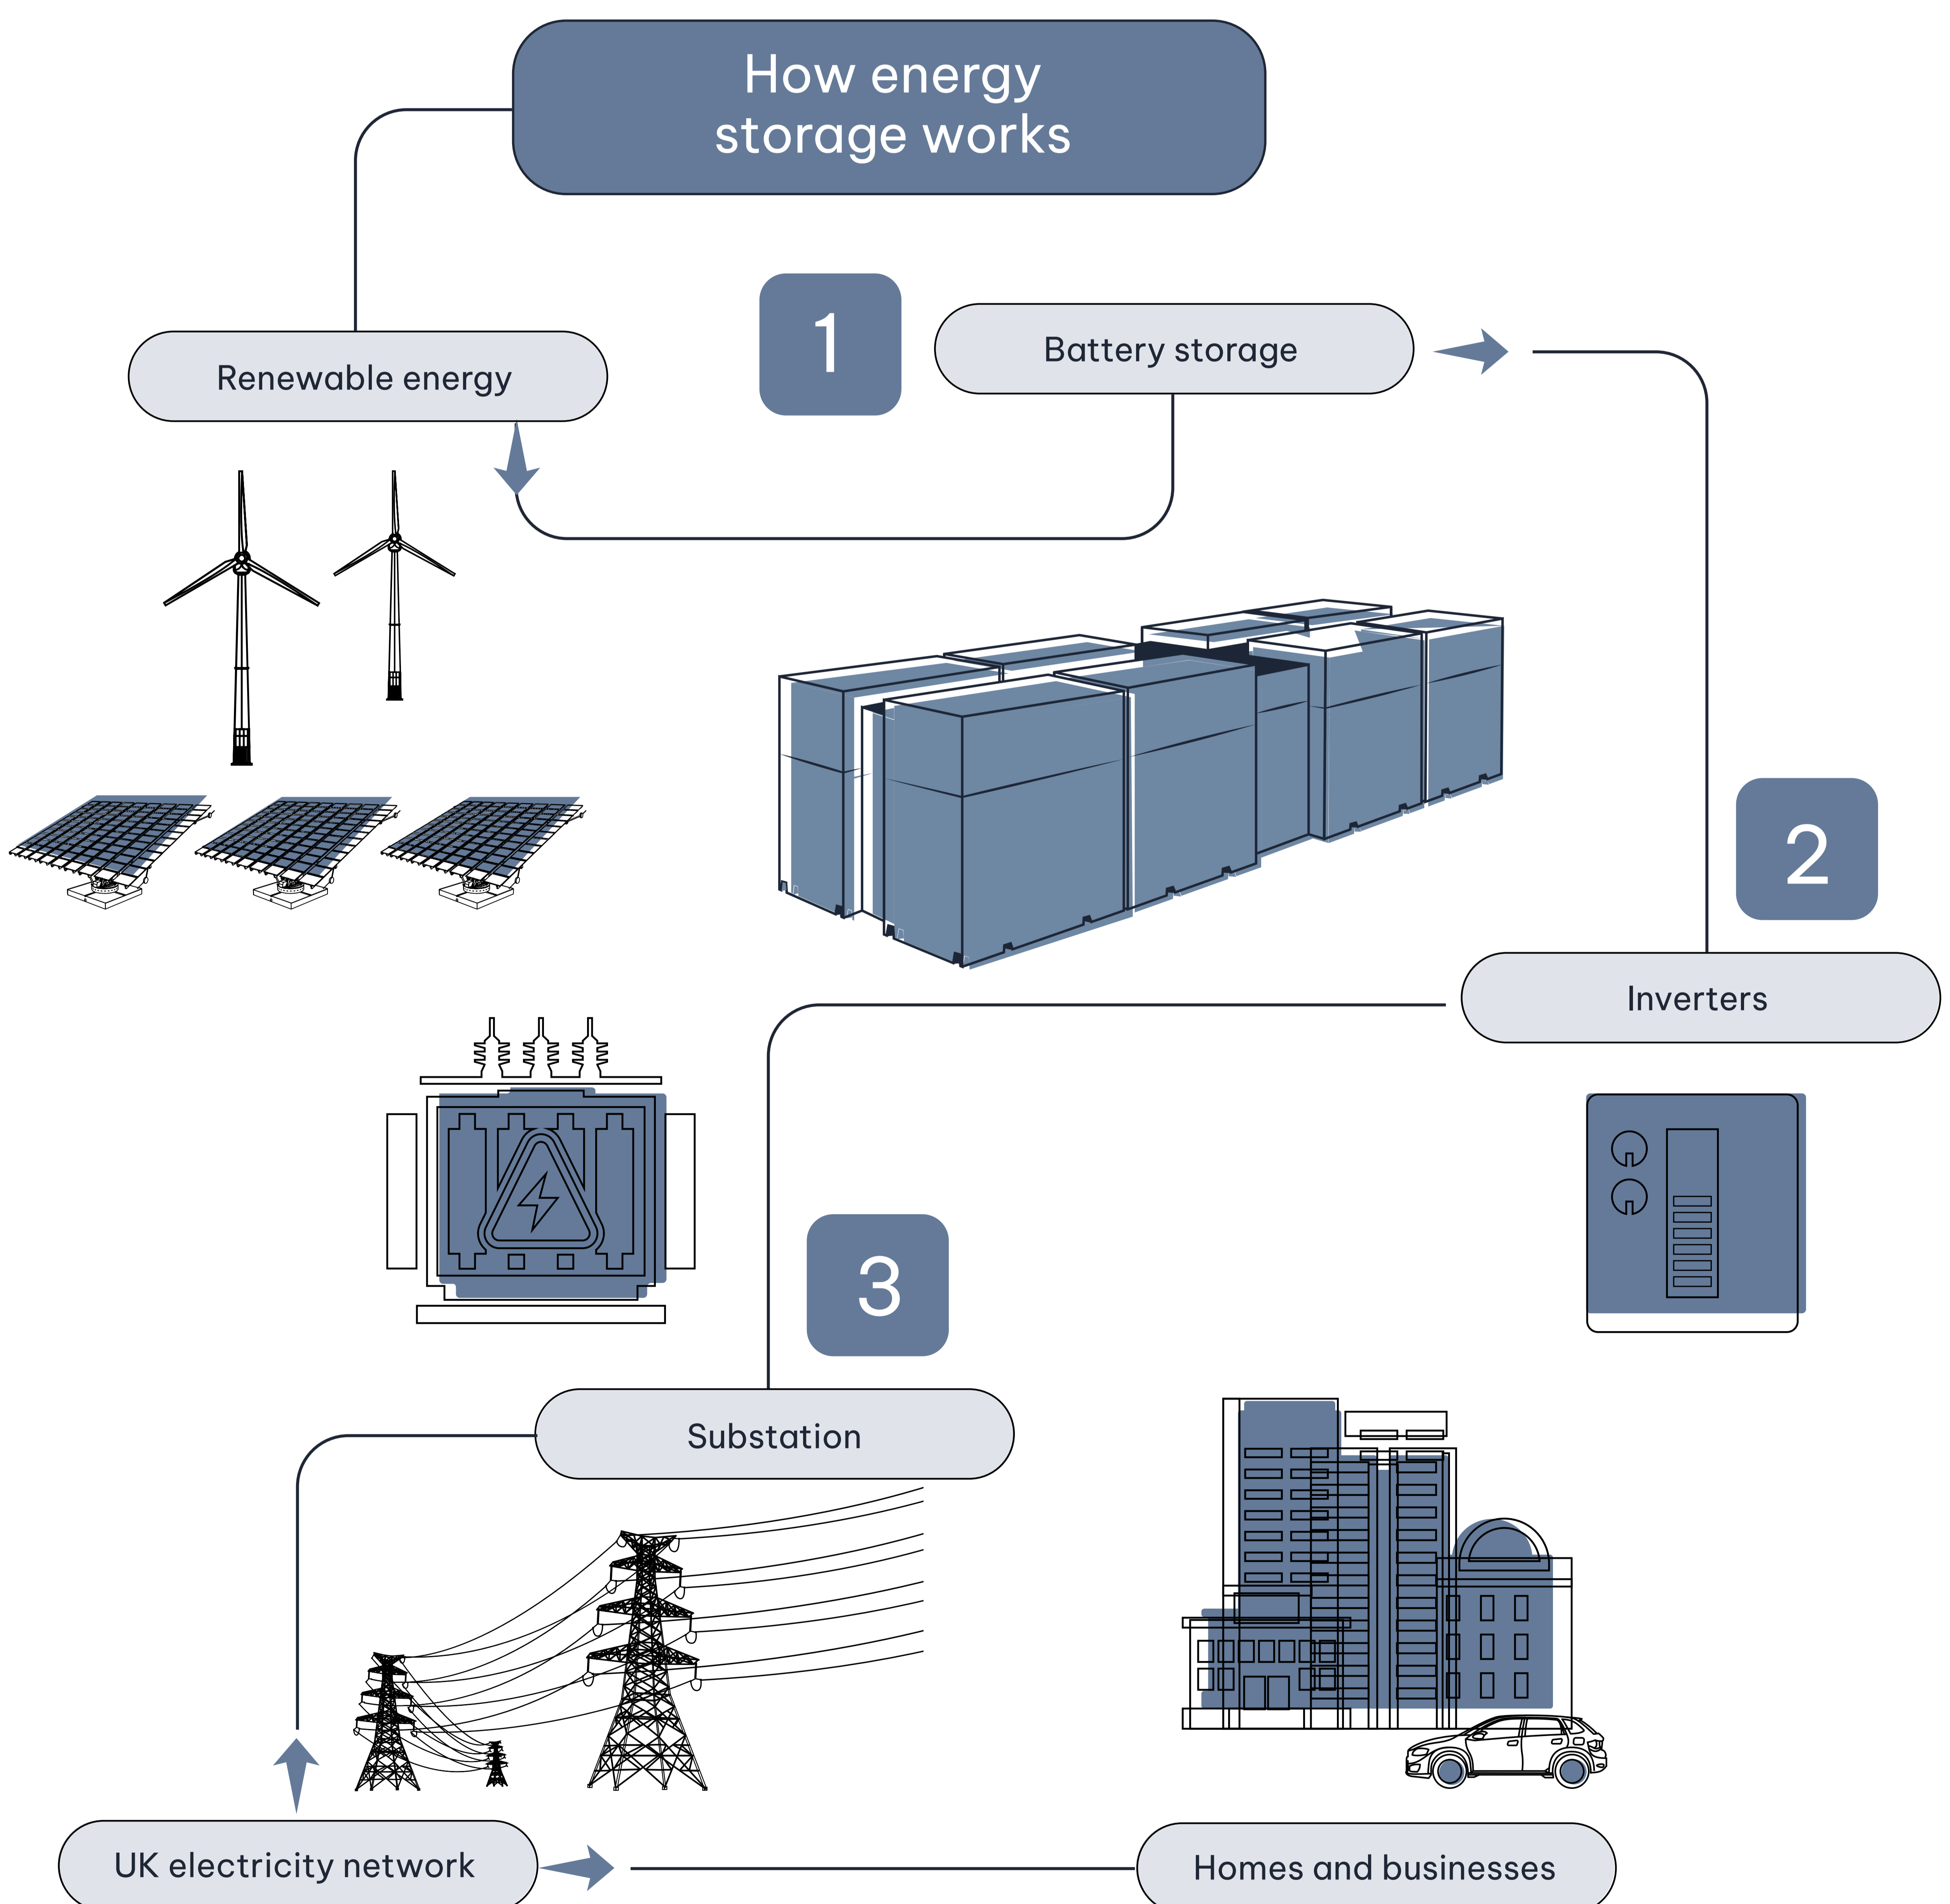 How energy
storage works
Renewable energy
1
Battery storage
2
Inverters
3
Substation
UK electricity network
Homes and businesses